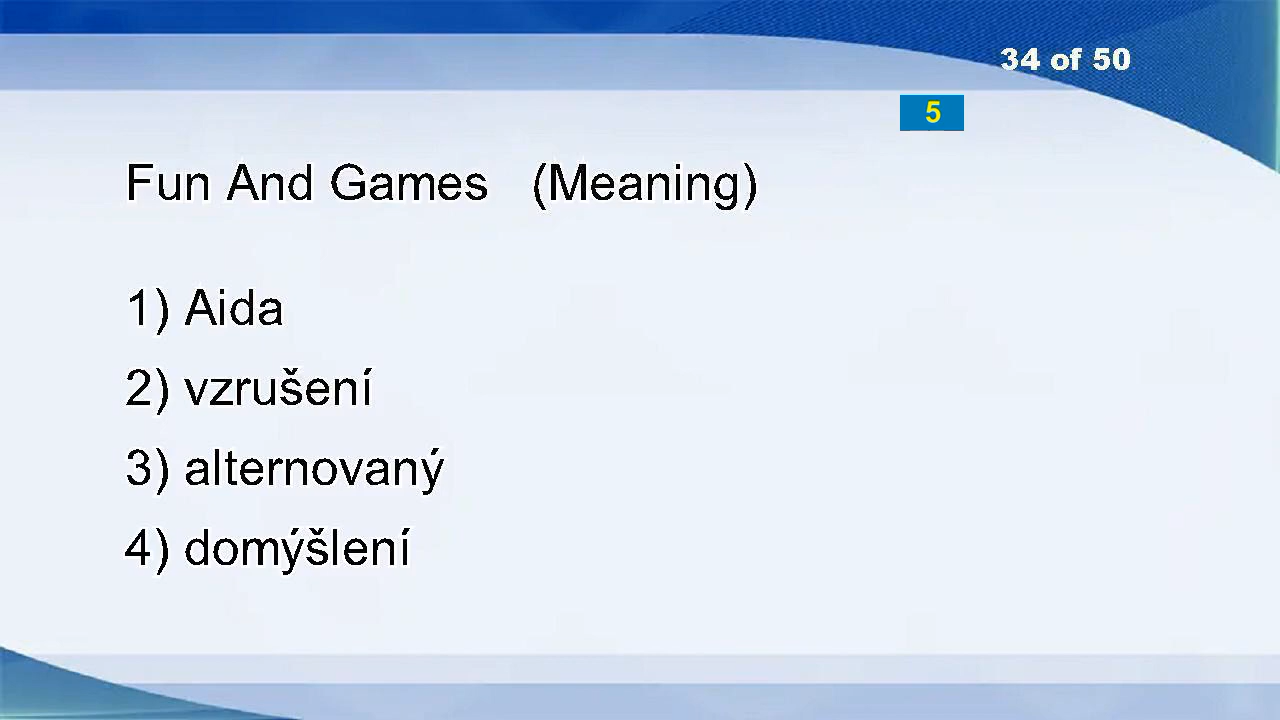 34 of 50
5
Fun And Games (Meaning)
1) Aida
2) vzrušení
3) alternovaný
4) domýšlení